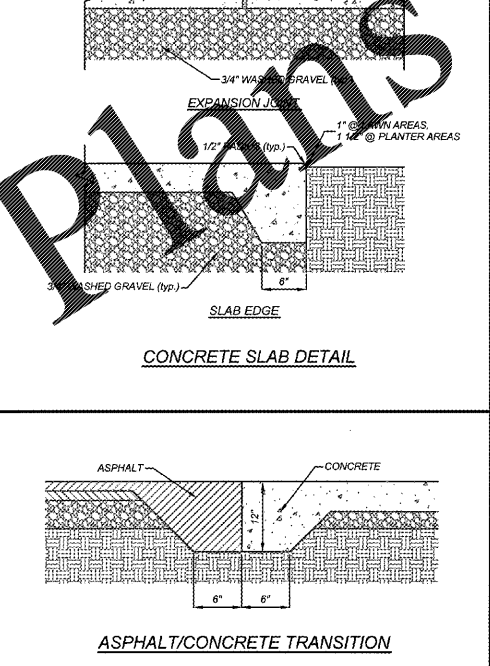 3/4" WASHED GRAVEL (typ.)
EXPANSION JOINT
1" @ LAWN AREAS,
1 1/2" @ PLANTER AREAS
1/2" RADIUS (typ.)
Plans
3/4" WASHED GRAVEL (typ.)
6"
SLAB EDGE
CONCRETE SLAB DETAIL
ASPHALT
CONCRETE
12"
6"
6"
ASPHALT/CONCRETE TRANSITION